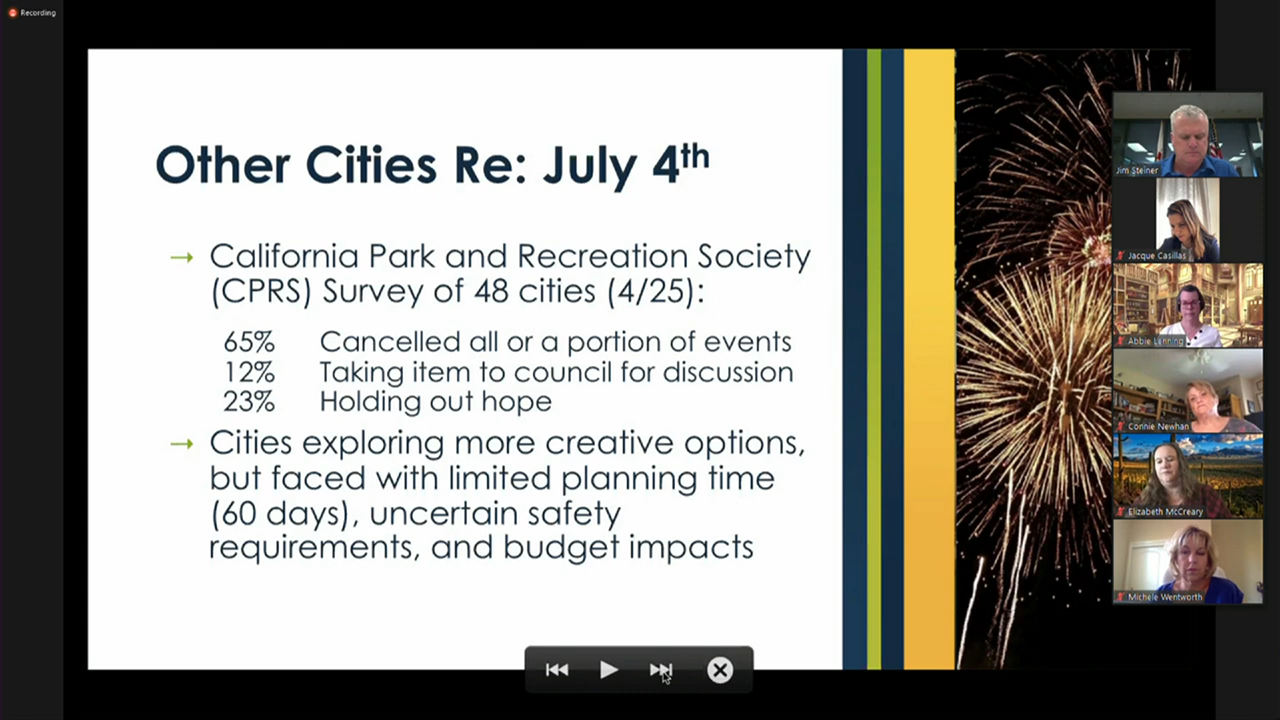 Recording
Other Cities Re: July 4th
→ California Park and Recreation Society
(CPRS) Survey of 48 cities (4/25):
65% Cancelled all or a portion of events
12% Taking item to council for discussion
23% Holding out hope
→ Cities exploring more creative options,
but faced with limited planning time
(60 days), uncertain safety
requirements, and budget impacts
Jim Steiner
Jacque Casillas
Abbie Lenning
Connie Newhan
Elizabeth McCreary
Michele Wentworth